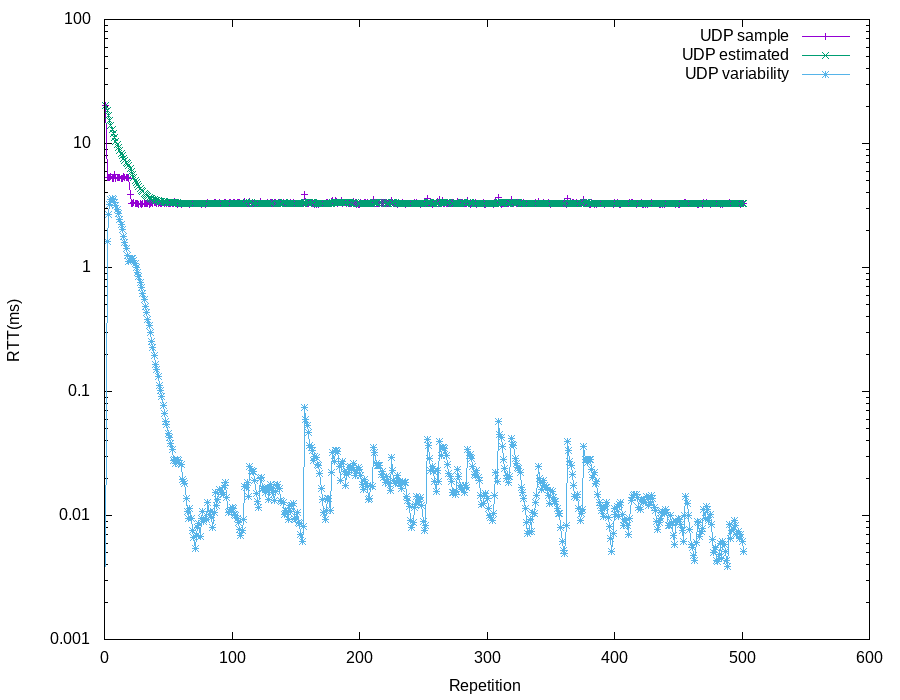 100
10
1
0.1
0.01
0.001
0
100
200
300
400
500
600
RTT(ms)
Repetition
UDP sample
UDP estimated
UDP variability